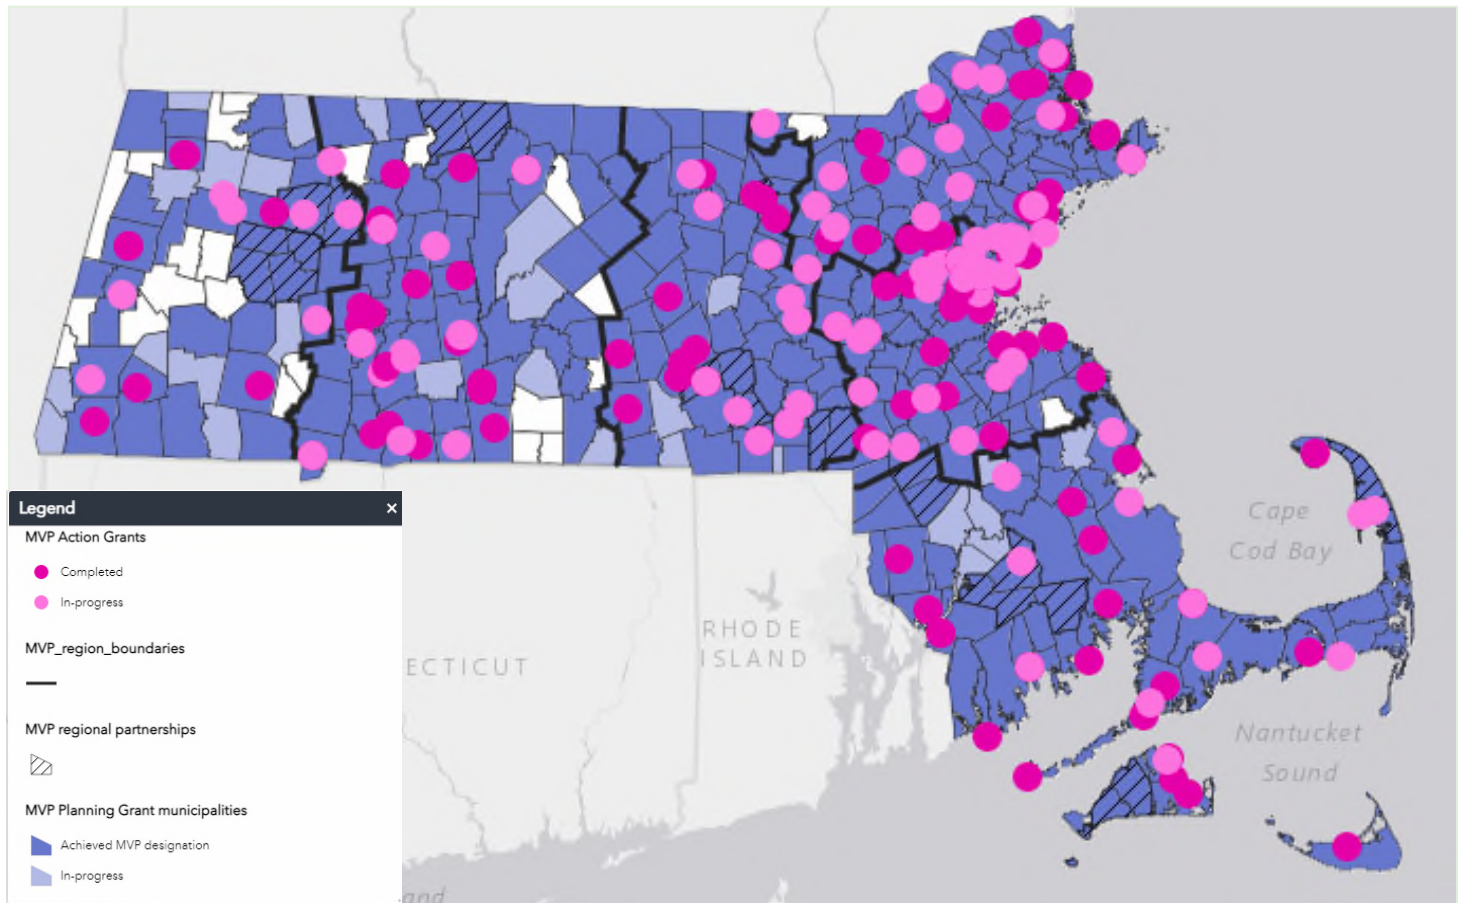 Cape
Cod Bay
Legend ×
MVP Action Grants
Completed
In-progress
MVP_region_boundaries
MVP regional partnerships
MVP Planning Grant municipalities
Achieved MVP designation
In-progress
RHODE
ISLAND
ECTICUT
Nantucket
Sound
and